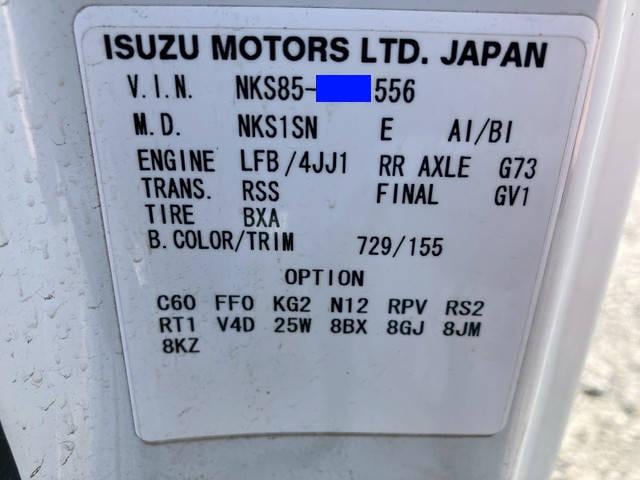 ISUZU MOTORS LTD. JAPAN
V.I.N. NKS85- 556
M.D. NKS1SN E AI/BI
ENGINE LFB/4JJ1 RR AXLE G73
TRANS. RSS FINAL GV1
TIRE BXA
B.COLOR/TRIM 729/155
OPTION
C60 FF0 KG2 N12 RPV RS2
RT1 V4D 25W 8BX 8GJ 8JM
8KZ